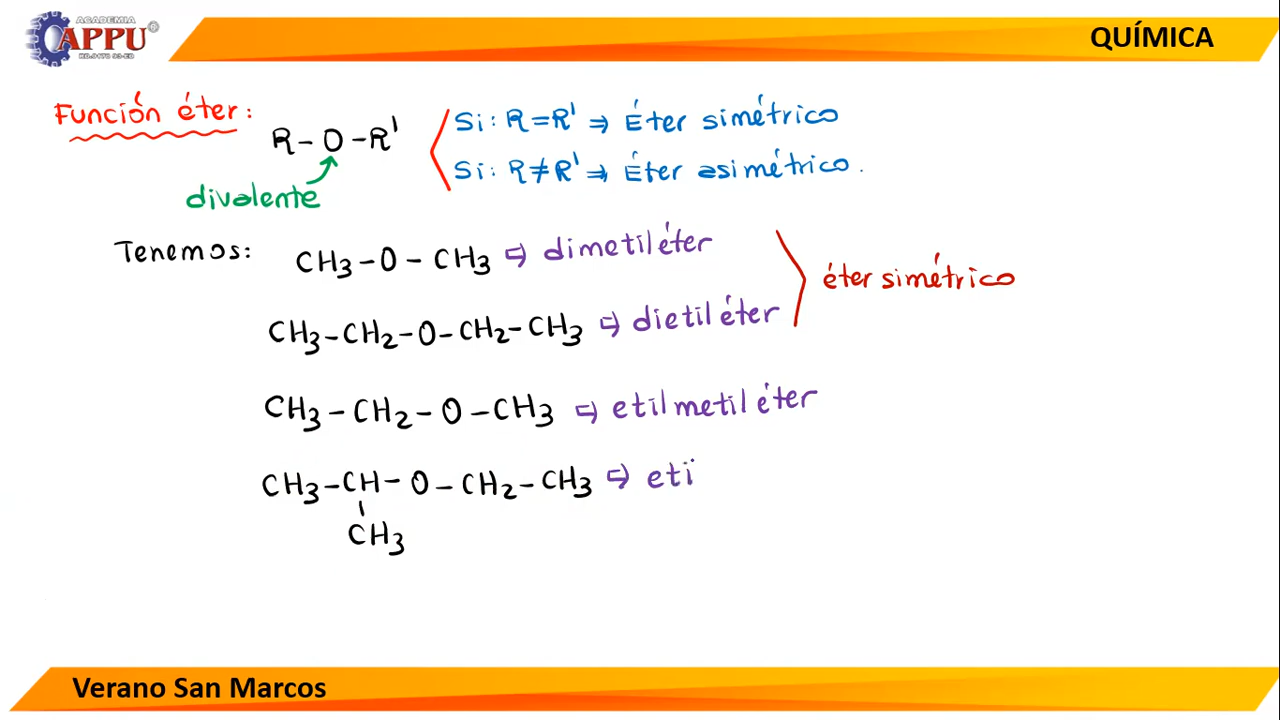 ACADEMIA
APPU®
QUÍMICA
Función éter:
R-O-R'
divalente
Si: R=R' ⇒ Éter simétrico
Si: R≠R' ⇒ Éter asimétrico.
Tenemos:
CH3-O-CH3 ⇨ dimetiléter
CH3-CH2-O-CH2-CH3 ⇨ dietiléter
éter simétrico
CH3-CH2-O-CH3 ⇨ etilmetiléter
CH3-CH-O-CH2-CH3 ⇨ eti
CH3
Verano San Marcos